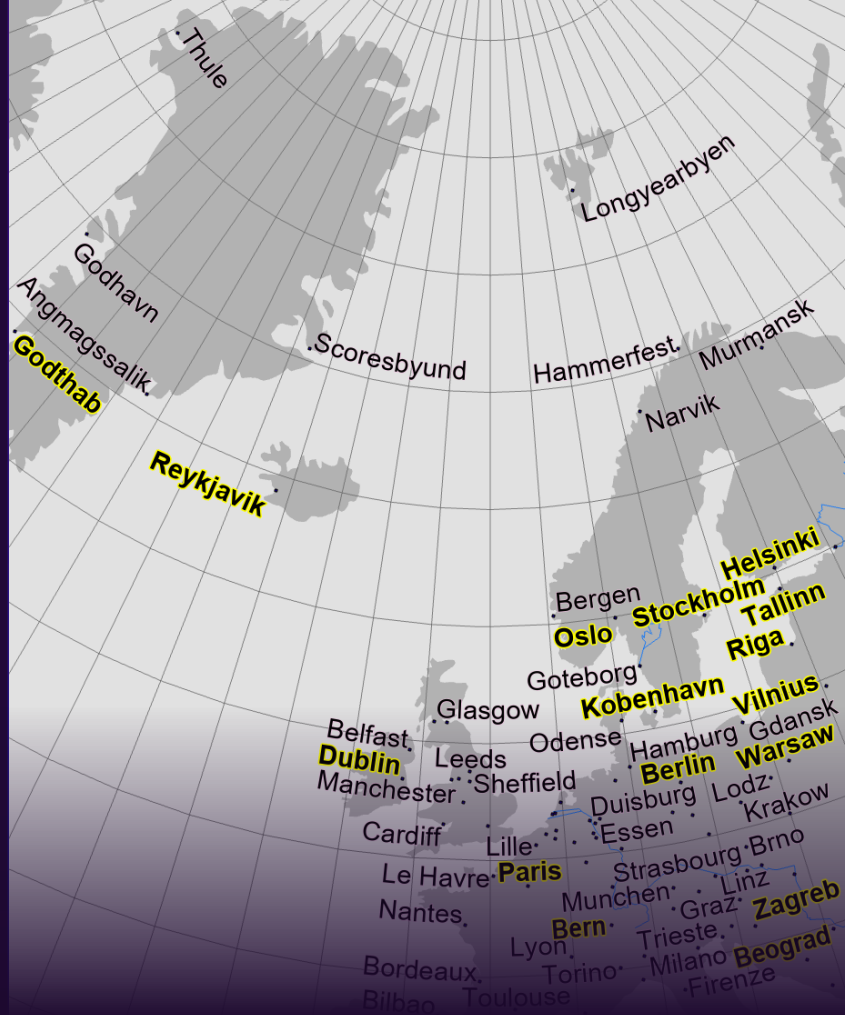 Thule
Longyearbyen
Godhavn
Angmagssalik
Godthab
Scoresbyund
Hammerfest
Murmansk
Narvik
Reykjavik
Helsinki
Bergen
Stockholm
Tallinn
Oslo
Riga
Goteborg
Kobenhavn
Vilnius
Glasgow
Belfast
Odense
Hamburg
Gdansk
Dublin
Leeds
Berlin
Warsaw
Manchester
Sheffield
Duisburg
Lodz
Krakow
Cardiff
Lille
Essen
Brno
Le Havre
Paris
Strasbourg
Linz
Nantes
Munchen
Graz
Zagreb
Bern
Lyon
Trieste
Beograd
Bordeaux
Torino
Milano
Firenze
Bilbao
Toulouse